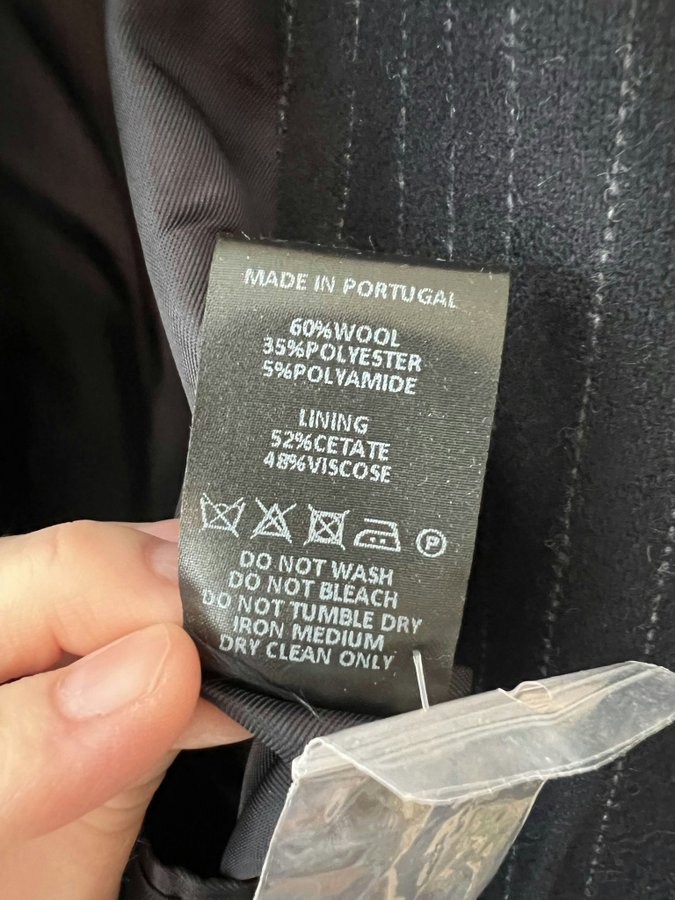 MADE IN PORTUGAL
60%WOOL
35%POLYESTER
5%POLYAMIDE
LINING
52%CETATE
48%VISCOSE
P
DO NOT WASH
DO NOT BLEACH
DO NOT TUMBLE DRY
IRON MEDIUM
DRY CLEAN ONLY